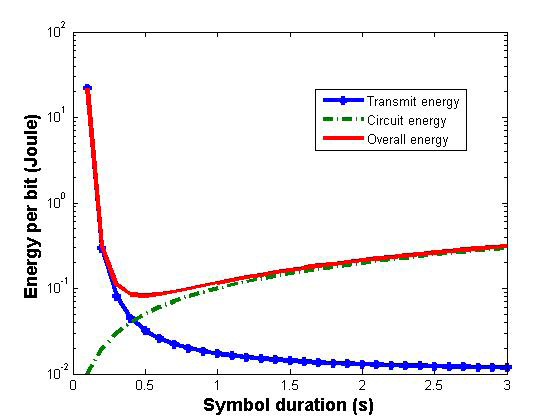 10^2
10^1
10^0
10^-1
10^-2
Energy per bit (Joule)
Transmit energy
Circuit energy
Overall energy
0 0.5 1 1.5 2 2.5 3
Symbol duration (s)